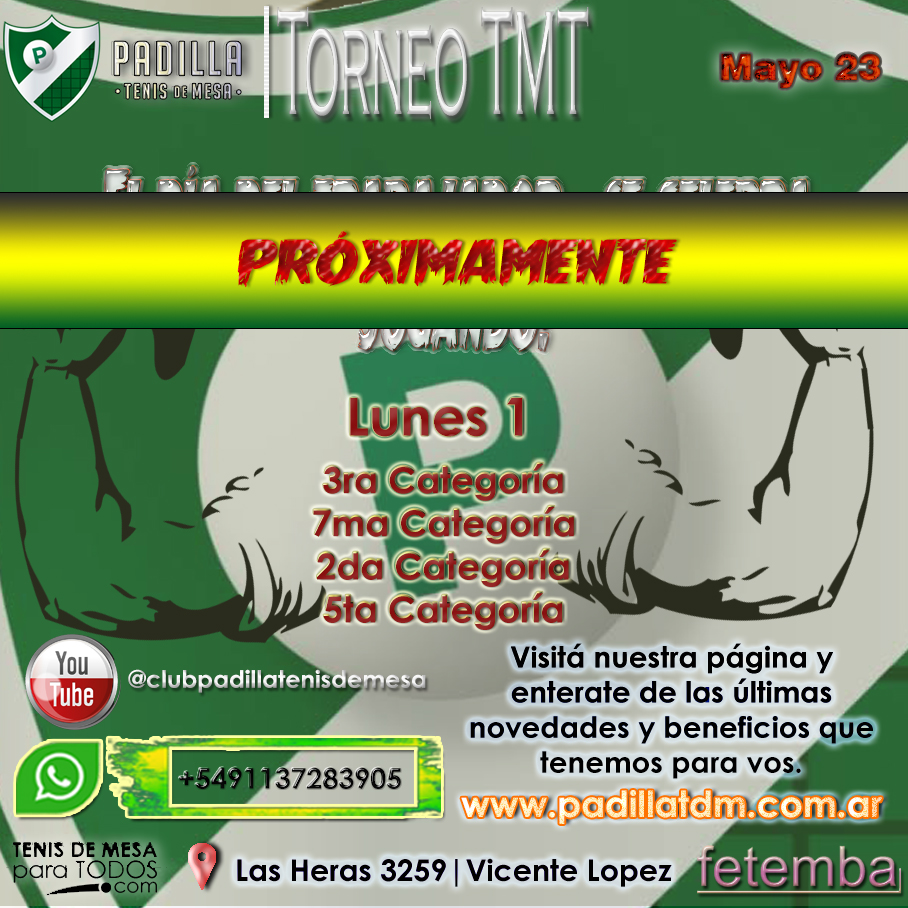 P
PADILLA
• TENIS DE MESA •
TORNEO TMT
Mayo 23
PRÓXIMAMENTE
JUGANDO!
P
Lunes 1
3ra Categoría
7ma Categoría
2da Categoría
5ta Categoría
You
Tube
@clubpadillatenisdemesa
+5491137283905
Visitá nuestra página y
enterate de las últimas
novedades y beneficios que
tenemos para vos.
www.padillatdm.com.ar
TENIS DE MESA
para TODOS
.com
Las Heras 3259|Vicente Lopez
fetemba